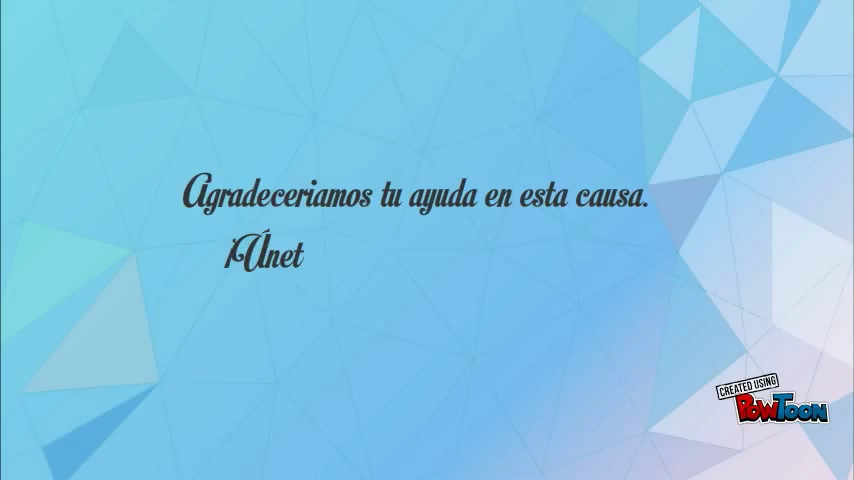 Agradeceriamos tu ayuda en esta causa.
¡Únet
CREATED USING
POWTOON